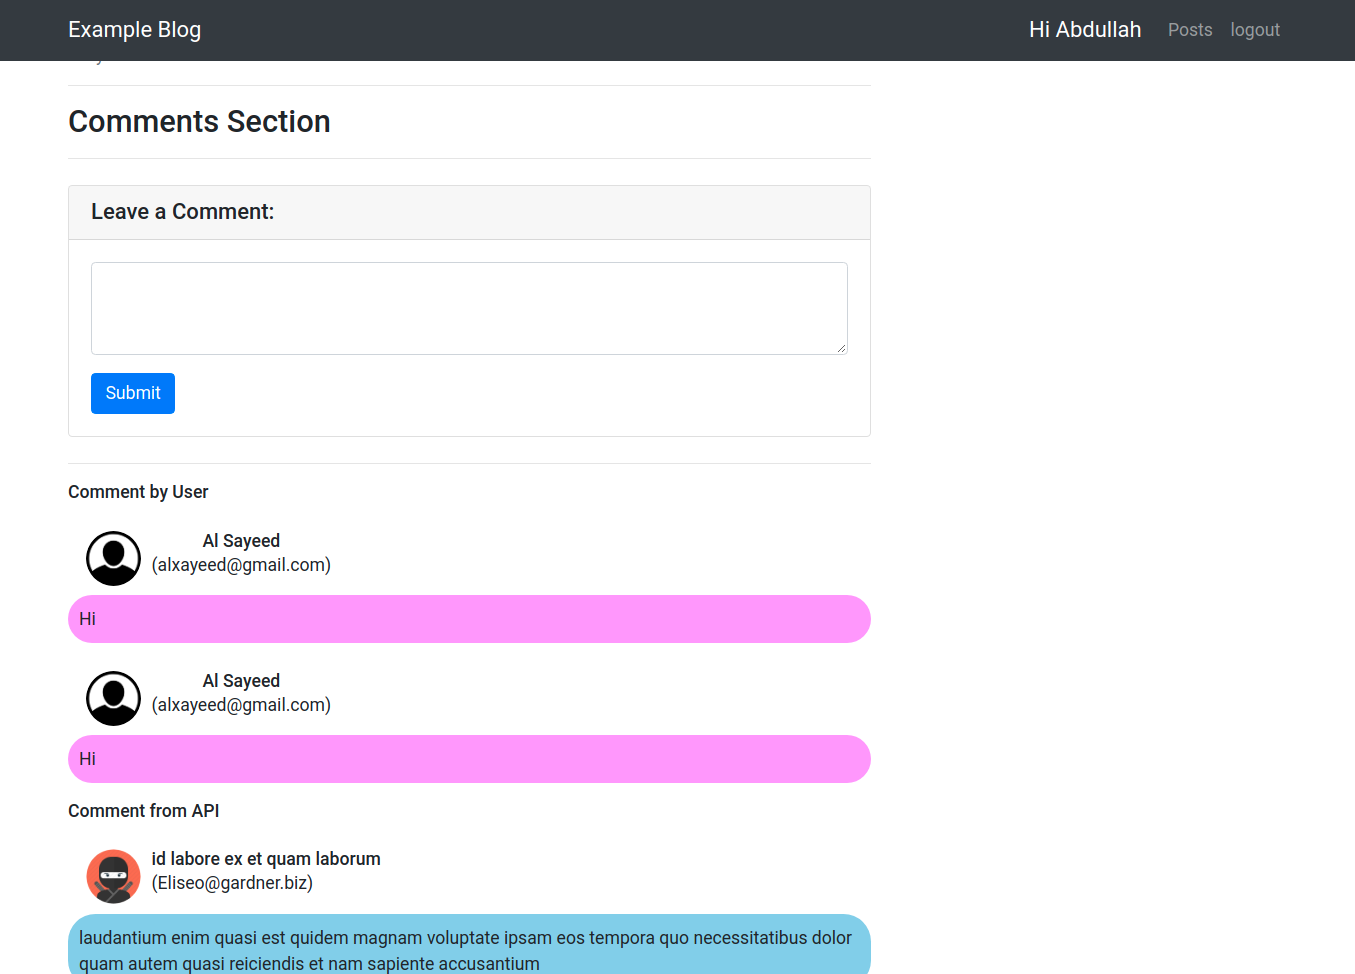 Example Blog
Hi Abdullah Posts logout
Comments Section
Leave a Comment:
Submit
Comment by User
Al Sayeed
(alxayeed@gmail.com)
Hi
Al Sayeed
(alxayeed@gmail.com)
Hi
Comment from API
id labore ex et quam laborum
(Eliseo@gardner.biz)
laudantium enim quasi est quidem magnam voluptate ipsam eos tempora quo necessitatibus dolor
quam autem quasi reiciendis et nam sapiente accusantium